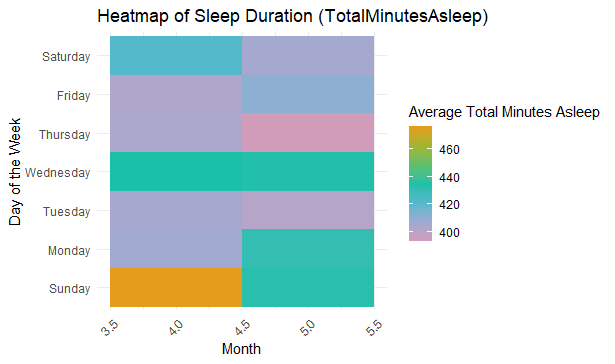 Heatmap of Sleep Duration (TotalMinutesAsleep)
Day of the Week
Saturday
Friday
Thursday
Wednesday
Tuesday
Monday
Sunday
3.5
4.0
4.5
5.0
5.5
Month
Average Total Minutes Asleep
460
440
420
400